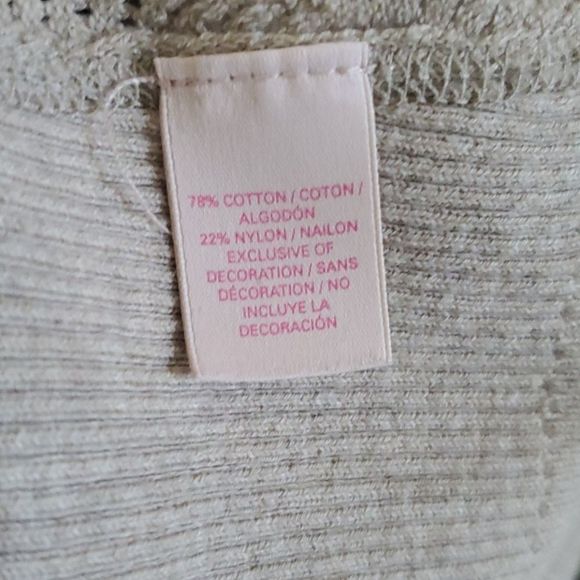 78% COTTON / COTON /
ALGODÓN
22% NYLON / NAILON
EXCLUSIVE OF
DECORATION / SANS
DÉCORATION / NO
INCLUYE LA
DECORACIÓN